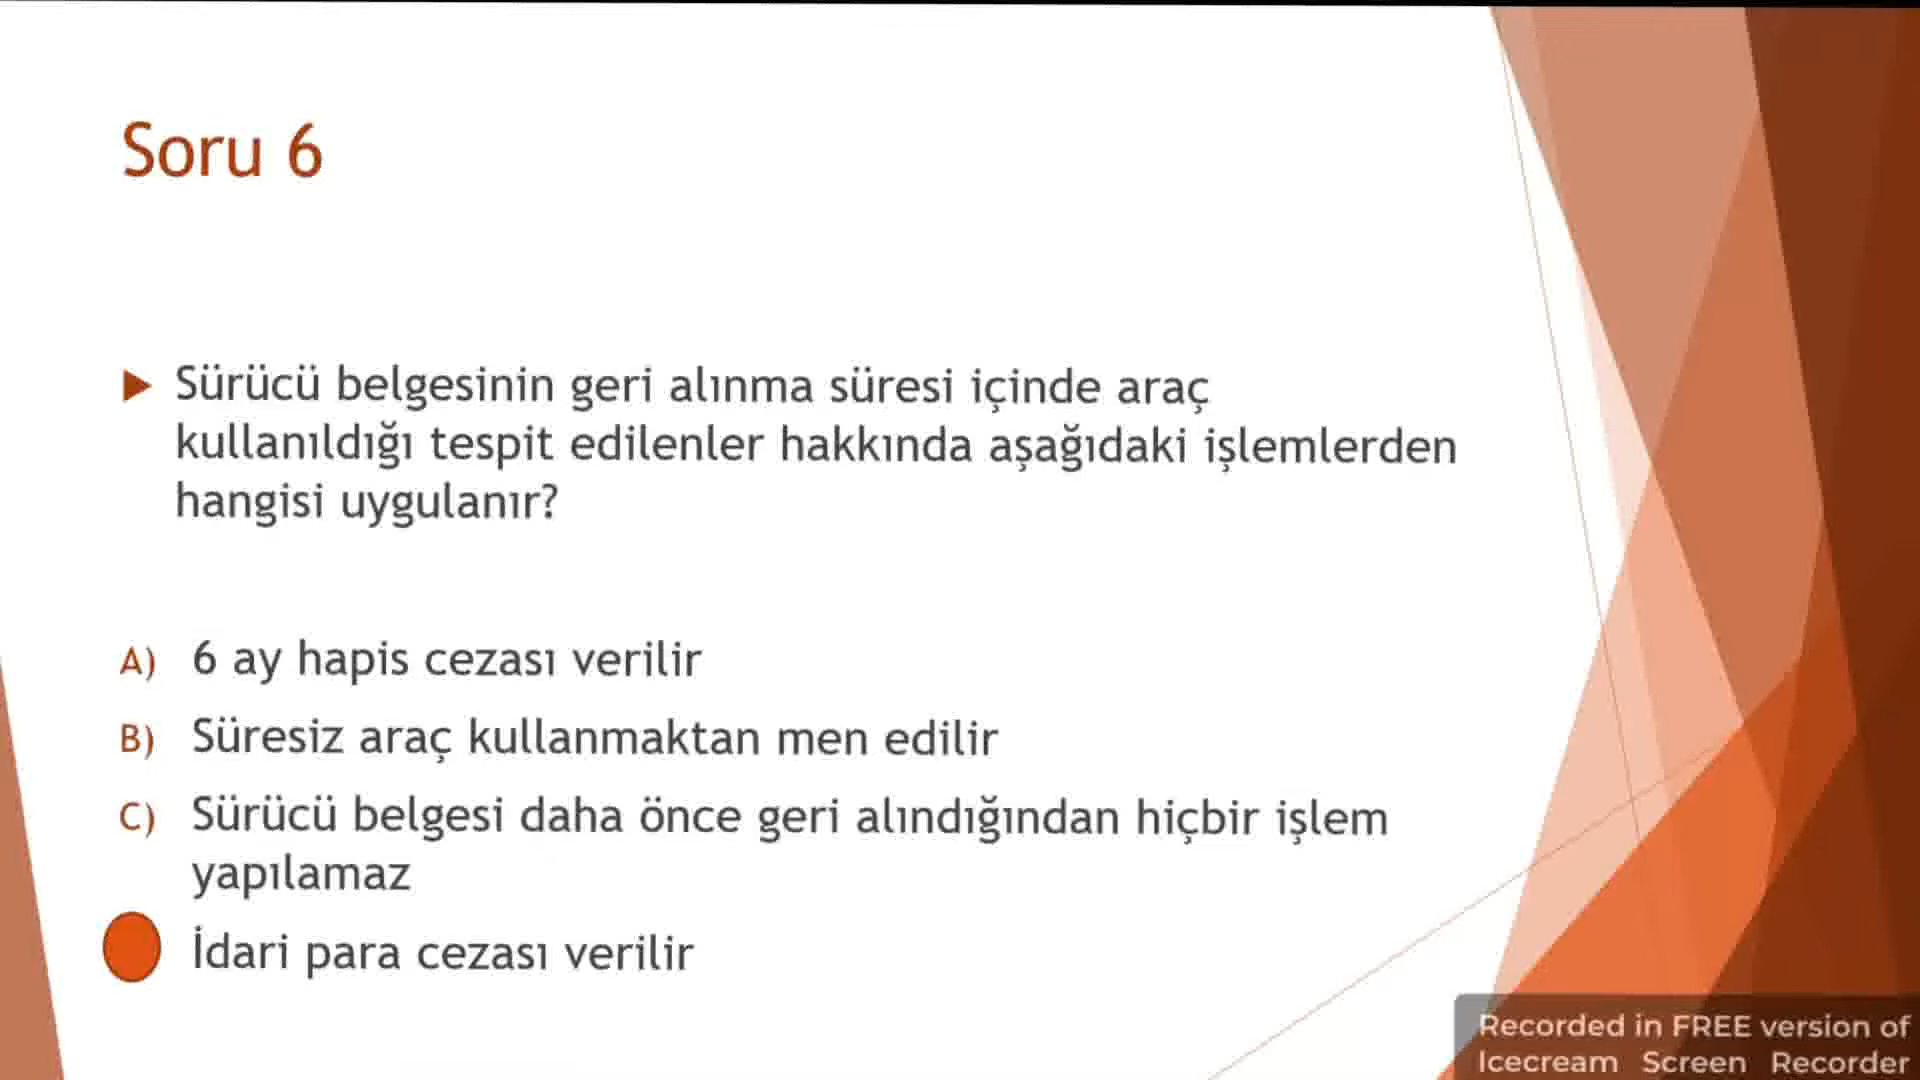 Soru 6
Sürücü belgesinin geri alınma süresi içinde araç
kullanıldığı tespit edilenler hakkında aşağıdaki işlemlerden
hangisi uygulanır?
A) 6 ay hapis cezası verilir
B) Süresiz araç kullanmaktan men edilir
C) Sürücü belgesi daha önce geri alındığından hiçbir işlem
yapılamaz
İdari para cezası verilir
Recorded in FREE version of
Icecream Screen Recorder